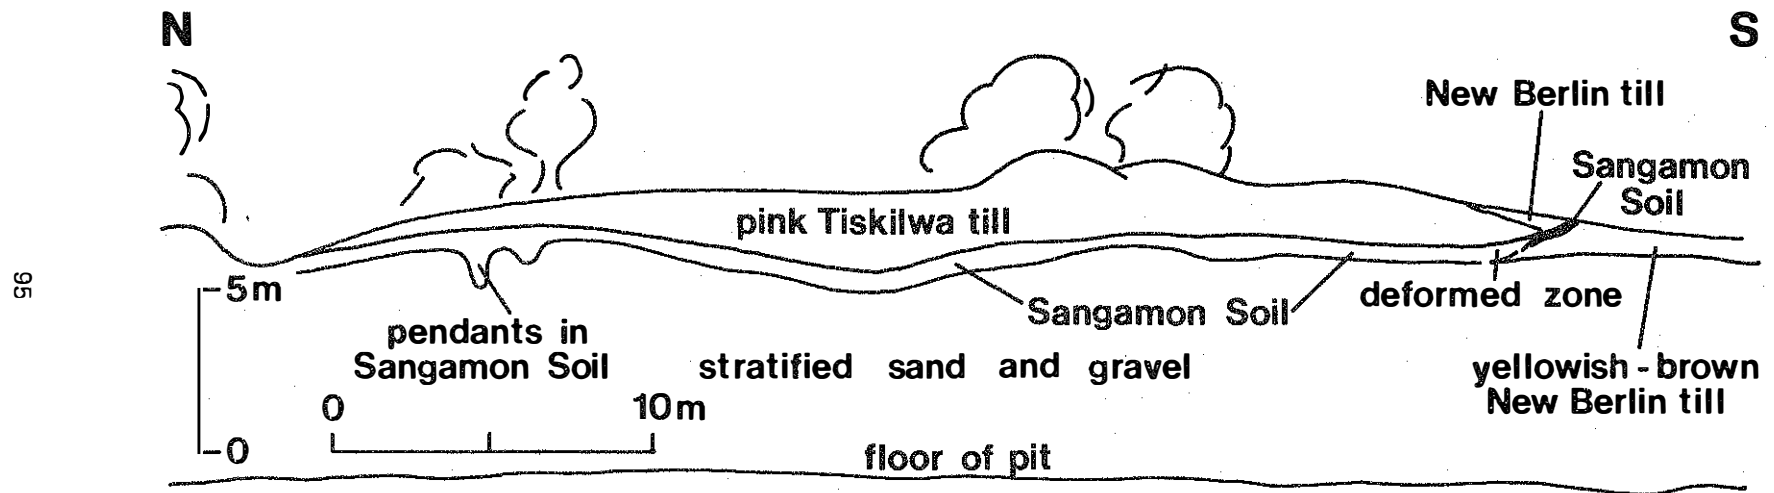 N
S
New Berlin till
Sangamon
Soil
pink Tiskilwa till
95
5m
deformed zone
Sangamon Soil
pendants in
Sangamon Soil
stratified sand and gravel
yellowish-brown
New Berlin till
0
10m
0
floor of pit